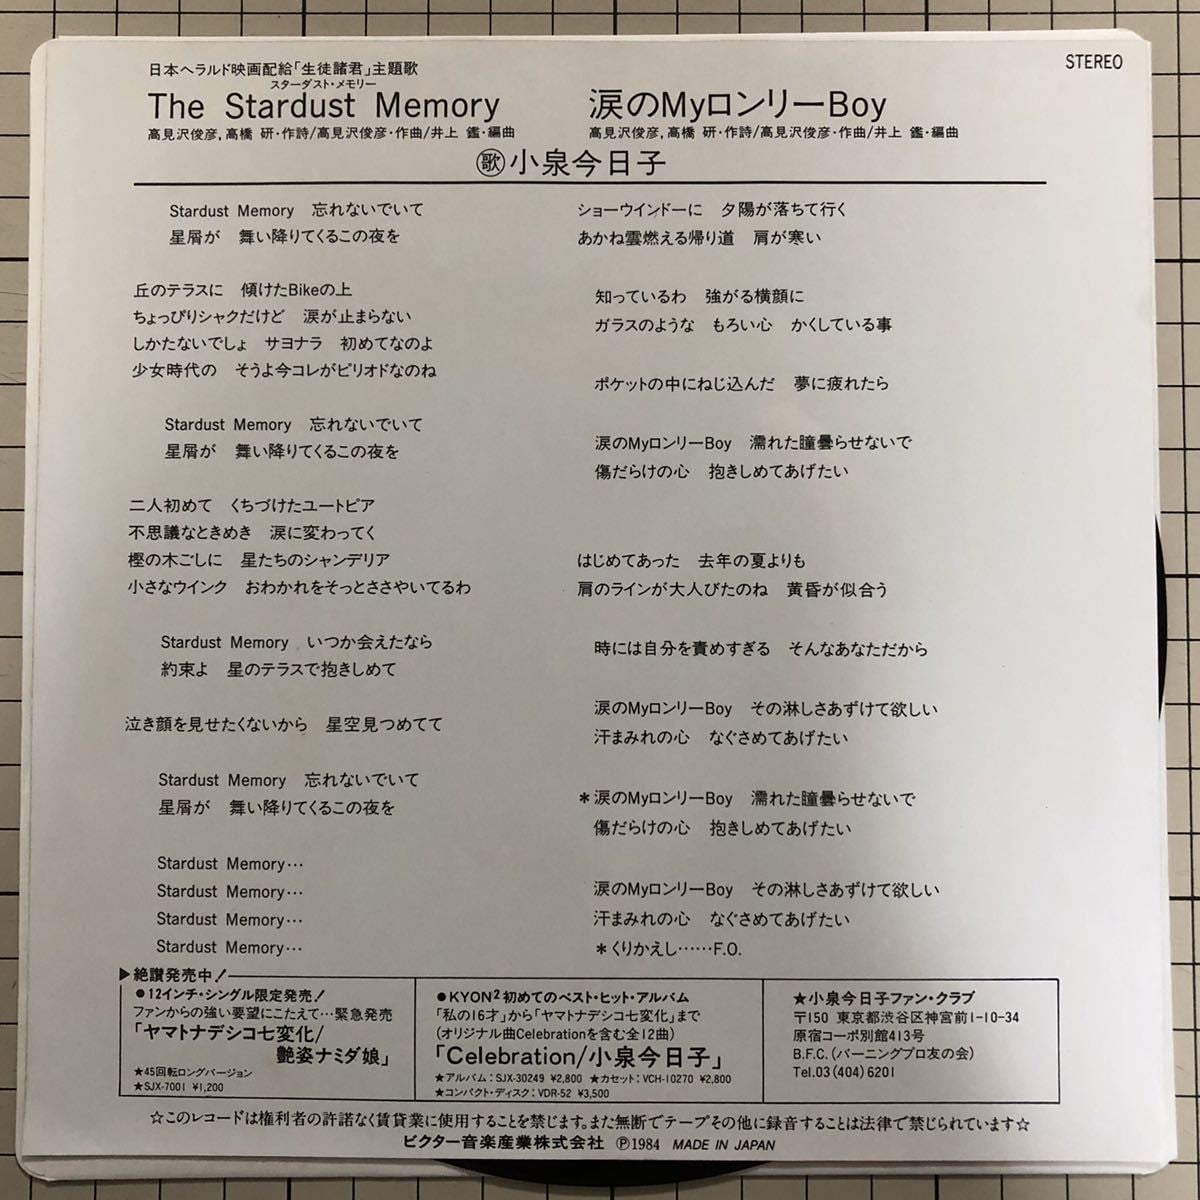 STEREO
日本ヘラルド映画配給「生徒諸君」主題歌
スターダスト・メモリー
The Stardust Memory
高見沢俊彦,高橋 研・作詩/高見沢俊彦・作曲/井上 鑑・編曲
涙のMyロンリーBoy
高見沢俊彦,高橋 研・作詩/高見沢俊彦・作曲/井上 鑑・編曲
㊭小泉今日子
Stardust Memory 忘れないでいて
星屑が 舞い降りてくるこの夜を
丘のテラスに 傾けたBikeの上
ちょっぴりシャクだけど 涙が止まらない
しかたないでしょ サヨナラ 初めてなのよ
少女時代の そうよ今コレがピリオドなのね
Stardust Memory 忘れないでいて
星屑が 舞い降りてくるこの夜を
二人初めて くちづけたユートピア
不思議なときめき 涙に変わってく
樫の木ごしに 星たちのシャンデリア
小さなウインク おわかれをそっとささやいてるわ
Stardust Memory いつか会えたなら
約束よ 星のテラスで抱きしめて
泣き顔を見せたくないから 星空見つめてて
Stardust Memory 忘れないでいて
星屑が 舞い降りてくるこの夜を
Stardust Memory…
Stardust Memory…
Stardust Memory…
Stardust Memory…
ショーウインドーに 夕陽が落ちて行く
あかね雲燃える帰り道 肩が寒い
知っているわ 強がる横顔に
ガラスのような もろい心 かくしている事
ポケットの中にねじ込んだ 夢に疲れたら
涙のMyロンリーBoy 濡れた瞳曇らせないで
傷だらけの心 抱きしめてあげたい
はじめてあった 去年の夏よりも
肩のラインが大人びたのね 黄昏が似合う
時には自分を責めすぎる そんなあなただから
涙のMyロンリーBoy その淋しさあずけて欲しい
汗まみれの心 なぐさめてあげたい
*涙のMyロンリーBoy 濡れた瞳曇らせないで
傷だらけの心 抱きしめてあげたい
涙のMyロンリーBoy その淋しさあずけて欲しい
汗まみれの心 なぐさめてあげたい
*くりかえし……F.O.
▶絶讃発売中!
●12インチ・シングル限定発売!
ファンからの強い要望にこたえて…緊急発売
「ヤマトナデシコ七変化/
艶姿ナミダ娘」
★45回転ロングバージョン
★SJX-7001 ¥1,200
●KYON²初めてのベスト・ヒット・アルバム
「私の16才」から「ヤマトナデシコ七変化」まで
(オリジナル曲Celebrationを含む全12曲)
「Celebration/小泉今日子」
★アルバム:SJX-30249 ¥2,800 ★カセット:VCH-10270 ¥2,800
★コンパクト・ディスク:VDR-52 ¥3,500
★小泉今日子ファン・クラブ
〒150 東京都渋谷区神宮前1-10-34
原宿コーポ別館413号
B.F.C.(バーニングプロ友の会)
Tel.03(404)6201
☆このレコードは権利者の許諾なく賃貸業に使用することを禁じます。また無断でテープその他に録音することは法律で禁じられています☆
ビクター音楽産業株式会社 Ⓟ1984 MADE IN JAPAN